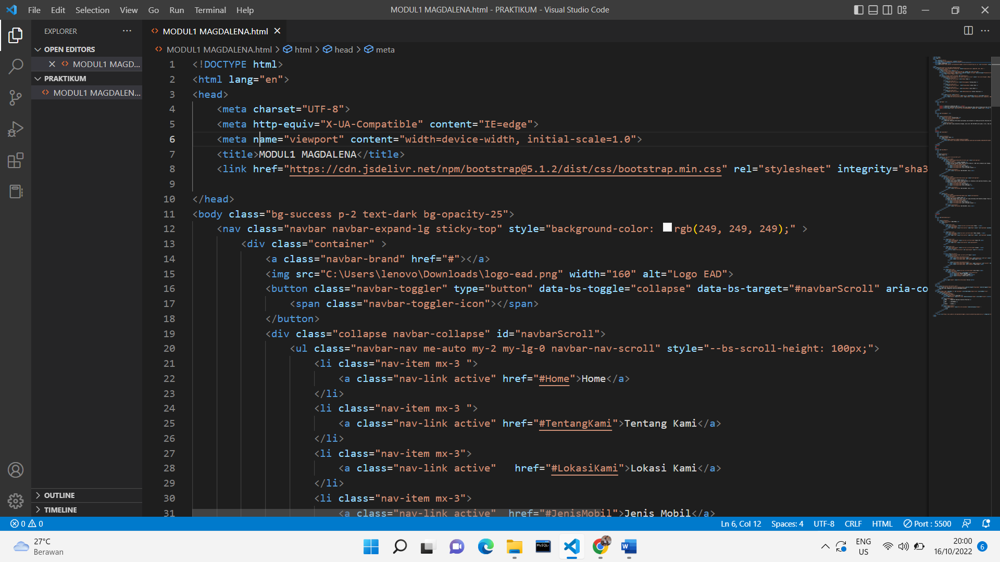 File Edit Selection View Go Run Terminal Help
MODUL1 MAGDALENA.html - PRAKTIKUM - Visual Studio Code
EXPLORER
OPEN EDITORS
MODUL1 MAGD...
PRAKTIKUM
MODUL1 MAGDALEN...
OUTLINE
TIMELINE
MODUL1 MAGDALENA.html
MODUL1 MAGDALENA.html > html > head > meta
1 <!DOCTYPE html>
2 <html lang="en">
3 <head>
4 <meta charset="UTF-8">
5 <meta http-equiv="X-UA-Compatible" content="IE=edge">
6 <meta name="viewport" content="width=device-width, initial-scale=1.0">
7 <title>MODUL1 MAGDALENA</title>
8 <link href="https://cdn.jsdelivr.net/npm/bootstrap@5.1.2/dist/css/bootstrap.min.css" rel="stylesheet" integrity="sha3
9
10 </head>
11 <body class="bg-success p-2 text-dark bg-opacity-25">
12 <nav class="navbar navbar-expand-lg sticky-top" style="background-color: rgb(249, 249, 249);" >
13 <div class="container" >
14 <a class="navbar-brand" href="#"></a>
15 <img src="C:\Users\lenovo\Downloads\logo-ead.png" width="160" alt="Logo EAD">
16 <button class="navbar-toggler" type="button" data-bs-toggle="collapse" data-bs-target="#navbarScroll" aria-co
17 <span class="navbar-toggler-icon"></span>
18 </button>
19 <div class="collapse navbar-collapse" id="navbarScroll">
20 <ul class="navbar-nav me-auto my-2 my-lg-0 navbar-nav-scroll" style="--bs-scroll-height: 100px;">
21 <li class="nav-item mx-3 ">
22 <a class="nav-link active" href="#Home">Home</a>
23 </li>
24 <li class="nav-item mx-3 ">
25 <a class="nav-link active" href="#TentangKami">Tentang Kami</a>
26 </li>
27 <li class="nav-item mx-3">
28 <a class="nav-link active"   href="#LokasiKami">Lokasi Kami</a>
29 </li>
30 <li class="nav-item mx-3">
31 <a class="nav-link active"  href="#JenisMobil">Jenis Mobil</a>
0 0
Ln 6, Col 12 Spaces: 4 UTF-8 CRLF HTML Port : 5500
27°C
Berawan
MySQL
W
ENG
US
20:00
16/10/2022
6